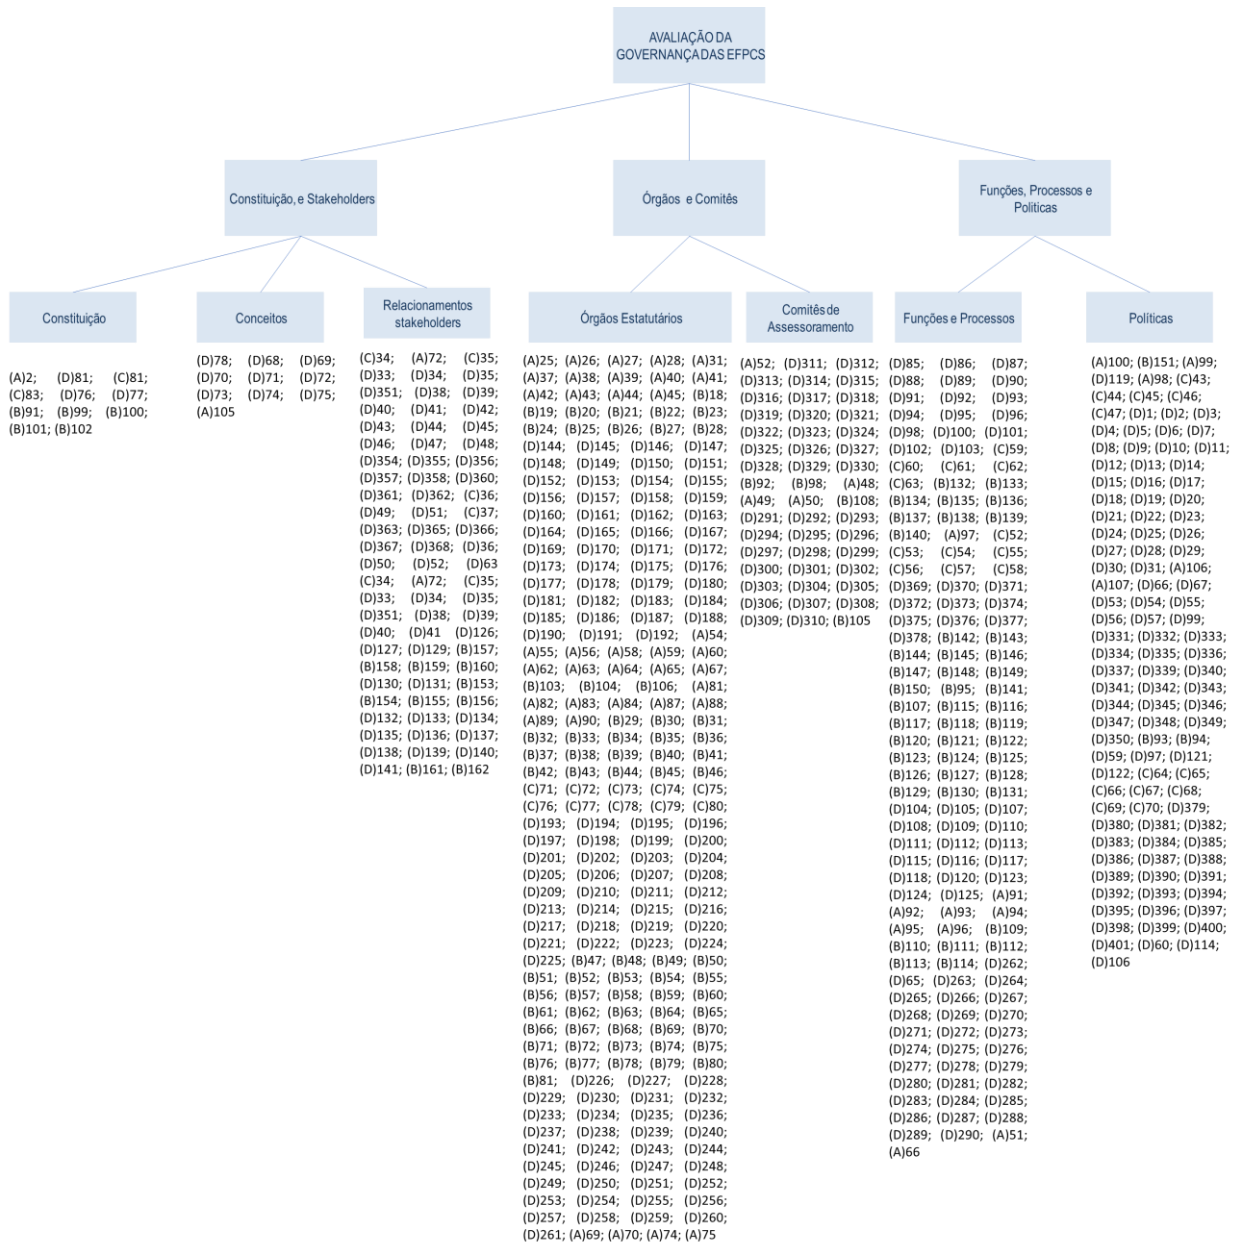 AVALIAÇÃO DA
GOVERNANÇA DAS EFPCS
Constituição, e Stakeholders
Órgãos e Comitês
Funções, Processos e
Politicas
Constituição
(A)2; (D)81; (C)81;
(C)83; (D)76; (D)77;
(B)91; (B)99; (B)100;
(B)101; (B)102
Conceitos
(D)78; (D)68; (D)69;
(D)70; (D)71; (D)72;
(D)73; (D)74; (D)75;
(A)105
Relacionamentos
stakeholders
(C)34; (A)72; (C)35;
(D)33; (D)34; (D)35;
(D)351; (D)38; (D)39;
(D)40; (D)41; (D)42;
(D)43; (D)44; (D)45;
(D)46; (D)47; (D)48;
(D)354; (D)355; (D)356;
(D)357; (D)358; (D)360;
(D)361; (D)362; (C)36;
(D)49; (D)51; (C)37;
(D)363; (D)365; (D)366;
(D)367; (D)368; (D)36;
(D)50; (D)52; (D)63
(C)34; (A)72; (C)35;
(D)33; (D)34; (D)35;
(D)351; (D)38; (D)39;
(D)40; (D)41 (D)126;
(D)127; (D)129; (B)157;
(B)158; (B)159; (B)160;
(D)130; (D)131; (B)153;
(B)154; (B)155; (B)156;
(D)132; (D)133; (D)134;
(D)135; (D)136; (D)137;
(D)138; (D)139; (D)140;
(D)141; (B)161; (B)162
Órgãos Estatutários
(A)25; (A)26; (A)27; (A)28; (A)31;
(A)37; (A)38; (A)39; (A)40; (A)41;
(A)42; (A)43; (A)44; (A)45; (B)18;
(B)19; (B)20; (B)21; (B)22; (B)23;
(B)24; (B)25; (B)26; (B)27; (B)28;
(D)144; (D)145; (D)146; (D)147;
(D)148; (D)149; (D)150; (D)151;
(D)152; (D)153; (D)154; (D)155;
(D)156; (D)157; (D)158; (D)159;
(D)160; (D)161; (D)162; (D)163;
(D)164; (D)165; (D)166; (D)167;
(D)169; (D)170; (D)171; (D)172;
(D)173; (D)174; (D)175; (D)176;
(D)177; (D)178; (D)179; (D)180;
(D)181; (D)182; (D)183; (D)184;
(D)185; (D)186; (D)187; (D)188;
(D)190; (D)191; (D)192; (A)54;
(A)55; (A)56; (A)58; (A)59; (A)60;
(A)62; (A)63; (A)64; (A)65; (A)67;
(B)103; (B)104; (B)106; (A)81;
(A)82; (A)83; (A)84; (A)87; (A)88;
(A)89; (A)90; (B)29; (B)30; (B)31;
(B)32; (B)33; (B)34; (B)35; (B)36;
(B)37; (B)38; (B)39; (B)40; (B)41;
(B)42; (B)43; (B)44; (B)45; (B)46;
(C)71; (C)72; (C)73; (C)74; (C)75;
(C)76; (C)77; (C)78; (C)79; (C)80;
(D)193; (D)194; (D)195; (D)196;
(D)197; (D)198; (D)199; (D)200;
(D)201; (D)202; (D)203; (D)204;
(D)205; (D)206; (D)207; (D)208;
(D)209; (D)210; (D)211; (D)212;
(D)213; (D)214; (D)215; (D)216;
(D)217; (D)218; (D)219; (D)220;
(D)221; (D)222; (D)223; (D)224;
(D)225; (B)47; (B)48; (B)49; (B)50;
(B)51; (B)52; (B)53; (B)54; (B)55;
(B)56; (B)57; (B)58; (B)59; (B)60;
(B)61; (B)62; (B)63; (B)64; (B)65;
(B)66; (B)67; (B)68; (B)69; (B)70;
(B)71; (B)72; (B)73; (B)74; (B)75;
(B)76; (B)77; (B)78; (B)79; (B)80;
(B)81; (D)226; (D)227; (D)228;
(D)229; (D)230; (D)231; (D)232;
(D)233; (D)234; (D)235; (D)236;
(D)237; (D)238; (D)239; (D)240;
(D)241; (D)242; (D)243; (D)244;
(D)245; (D)246; (D)247; (D)248;
(D)249; (D)250; (D)251; (D)252;
(D)253; (D)254; (D)255; (D)256;
(D)257; (D)258; (D)259; (D)260;
(D)261; (A)69; (A)70; (A)74; (A)75
Comitês de
Assessoramento
(A)52; (D)311; (D)312;
(D)313; (D)314; (D)315;
(D)316; (D)317; (D)318;
(D)319; (D)320; (D)321;
(D)322; (D)323; (D)324;
(D)325; (D)326; (D)327;
(D)328; (D)329; (D)330;
(B)92; (B)98; (A)48;
(A)49; (A)50; (B)108;
(D)291; (D)292; (D)293;
(D)294; (D)295; (D)296;
(D)297; (D)298; (D)299;
(D)300; (D)301; (D)302;
(D)303; (D)304; (D)305;
(D)306; (D)307; (D)308;
(D)309; (D)310; (B)105
Funções e Processos
(D)85; (D)86; (D)87;
(D)88; (D)89; (D)90;
(D)91; (D)92; (D)93;
(D)94; (D)95; (D)96;
(D)98; (D)100; (D)101;
(D)102; (D)103; (C)59;
(C)60; (C)61; (C)62;
(C)63; (B)132; (B)133;
(B)134; (B)135; (B)136;
(B)137; (B)138; (B)139;
(B)140; (A)97; (C)52;
(C)53; (C)54; (C)55;
(C)56; (C)57; (C)58;
(D)369; (D)370; (D)371;
(D)372; (D)373; (D)374;
(D)375; (D)376; (D)377;
(D)378; (B)142; (B)143;
(B)144; (B)145; (B)146;
(B)147; (B)148; (B)149;
(B)150; (B)95; (B)141;
(B)107; (B)115; (B)116;
(B)117; (B)118; (B)119;
(B)120; (B)121; (B)122;
(B)123; (B)124; (B)125;
(B)126; (B)127; (B)128;
(B)129; (B)130; (B)131;
(D)104; (D)105; (D)107;
(D)108; (D)109; (D)110;
(D)111; (D)112; (D)113;
(D)115; (D)116; (D)117;
(D)118; (D)120; (D)123;
(D)124; (D)125; (A)91;
(A)92; (A)93; (A)94;
(A)95; (A)96; (B)109;
(B)110; (B)111; (B)112;
(B)113; (B)114; (D)262;
(D)65; (D)263; (D)264;
(D)265; (D)266; (D)267;
(D)268; (D)269; (D)270;
(D)271; (D)272; (D)273;
(D)274; (D)275; (D)276;
(D)277; (D)278; (D)279;
(D)280; (D)281; (D)282;
(D)283; (D)284; (D)285;
(D)286; (D)287; (D)288;
(D)289; (D)290; (A)51;
(A)66
Políticas
(A)100; (B)151; (A)99;
(D)119; (A)98; (C)43;
(C)44; (C)45; (C)46;
(C)47; (D)1; (D)2; (D)3;
(D)4; (D)5; (D)6; (D)7;
(D)8; (D)9; (D)10; (D)11;
(D)12; (D)13; (D)14;
(D)15; (D)16; (D)17;
(D)18; (D)19; (D)20;
(D)21; (D)22; (D)23;
(D)24; (D)25; (D)26;
(D)27; (D)28; (D)29;
(D)30; (D)31; (A)106;
(A)107; (D)66; (D)67;
(D)53; (D)54; (D)55;
(D)56; (D)57; (D)99;
(D)331; (D)332; (D)333;
(D)334; (D)335; (D)336;
(D)337; (D)339; (D)340;
(D)341; (D)342; (D)343;
(D)344; (D)345; (D)346;
(D)347; (D)348; (D)349;
(D)350; (B)93; (B)94;
(D)59; (D)97; (D)121;
(D)122; (C)64; (C)65;
(C)66; (C)67; (C)68;
(C)69; (C)70; (D)379;
(D)380; (D)381; (D)382;
(D)383; (D)384; (D)385;
(D)386; (D)387; (D)388;
(D)389; (D)390; (D)391;
(D)392; (D)393; (D)394;
(D)395; (D)396; (D)397;
(D)398; (D)399; (D)400;
(D)401; (D)60; (D)114;
(D)106